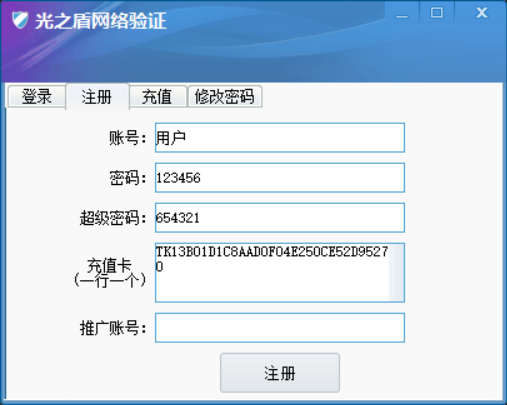 光之盾网络验证
登录 注册 充值 修改密码
账号: 用户
密码: 123456
超级密码: 654321
充值卡
(一行一个)
TK13B01D1C8AAD0F04E250CE52D9527
0
推广账号:
注册